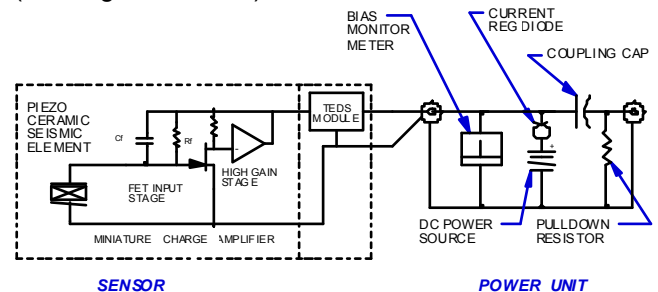 BIAS
MONITOR
METER
CURRENT
REG DIODE
COUPLING CAP
PIEZO
CERAMIC
SEISMIC
ELEMENT
Cf
Rf
TEDS
MODULE
HIGH GAIN
STAGE
FET INPUT
STAGE
MINIATURE CHARGE AMPLIFIER
DC POWER
SOURCE
PULLDOWN
RESISTOR
SENSOR
POWER UNIT